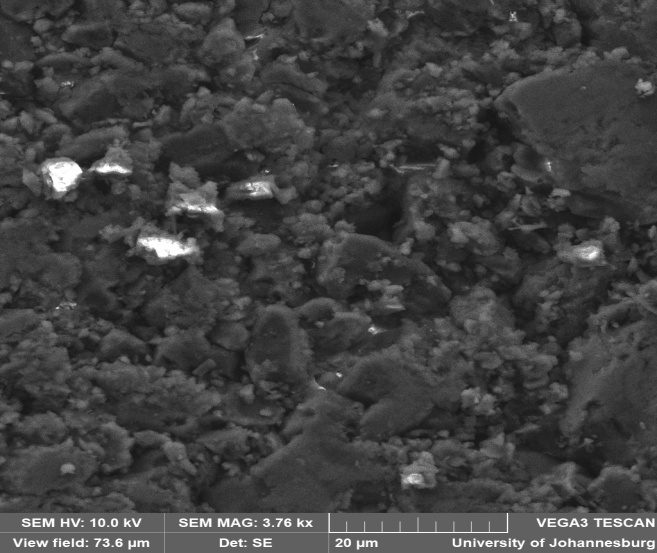 SEM HV: 10.0 kV
SEM MAG: 3.76 kx
VEGA3 TESCAN
View field: 73.6 µm
Det: SE
20 µm
University of Johannesburg